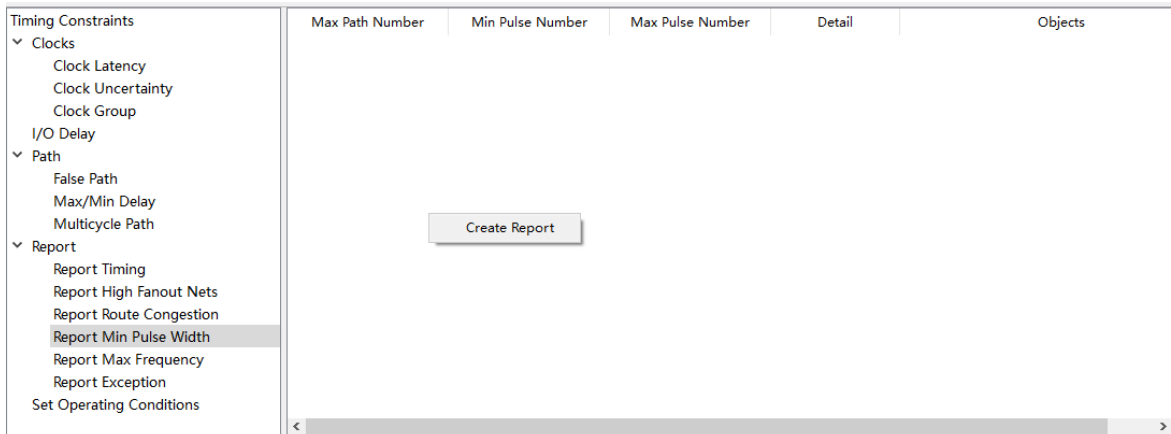 Timing Constraints
Clocks
Clock Latency
Clock Uncertainty
Clock Group
I/O Delay
Path
False Path
Max/Min Delay
Multicycle Path
Report
Report Timing
Report High Fanout Nets
Report Route Congestion
Report Min Pulse Width
Report Max Frequency
Report Exception
Set Operating Conditions
Max Path Number Min Pulse Number Max Pulse Number Detail Objects
Create Report